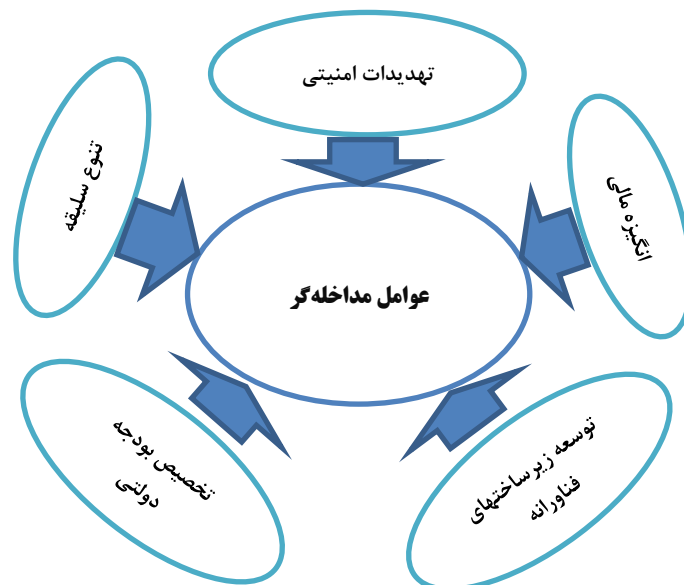 تهدیدات امنیتی
انگیزه مالی
تنوع سلیقه
عوامل مداخله‌گر
توسعه زیرساختهای
فناورانه
تخصیص بودجه
دولتی